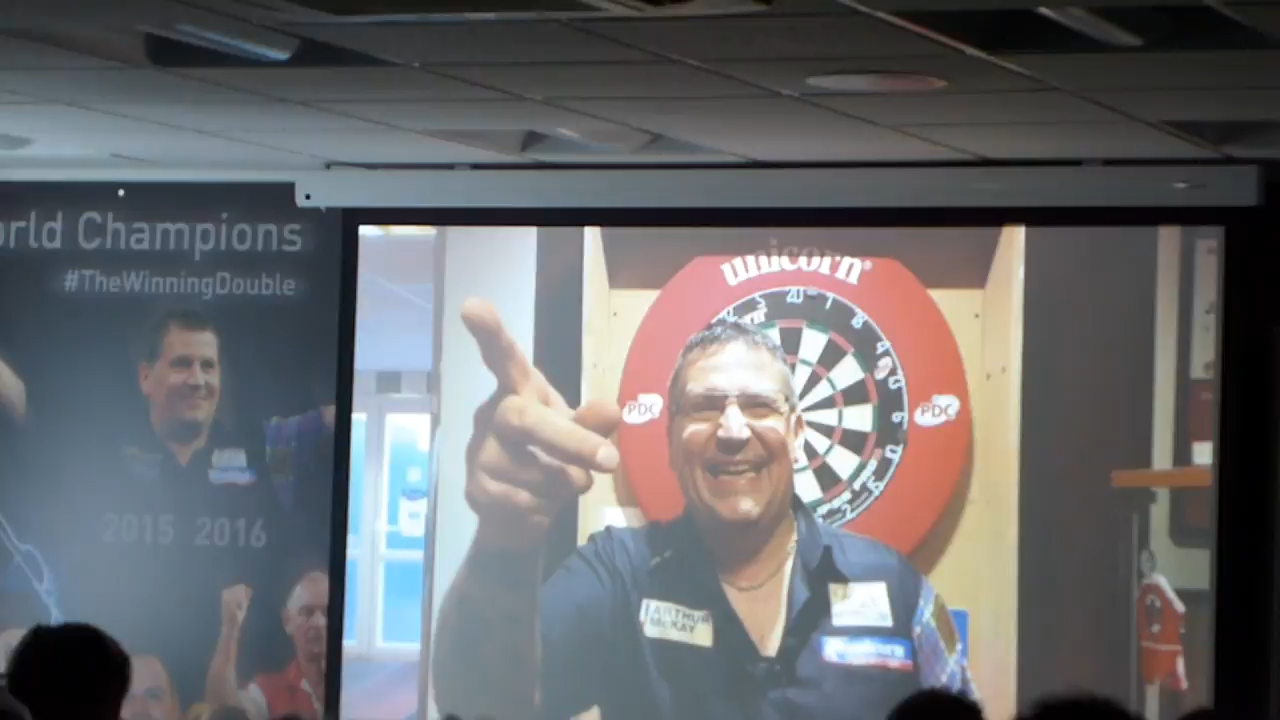 orld Champions
#TheWinningDouble
2015 2016
unicorn
PDC
PDC
ARTHUR
McKAY